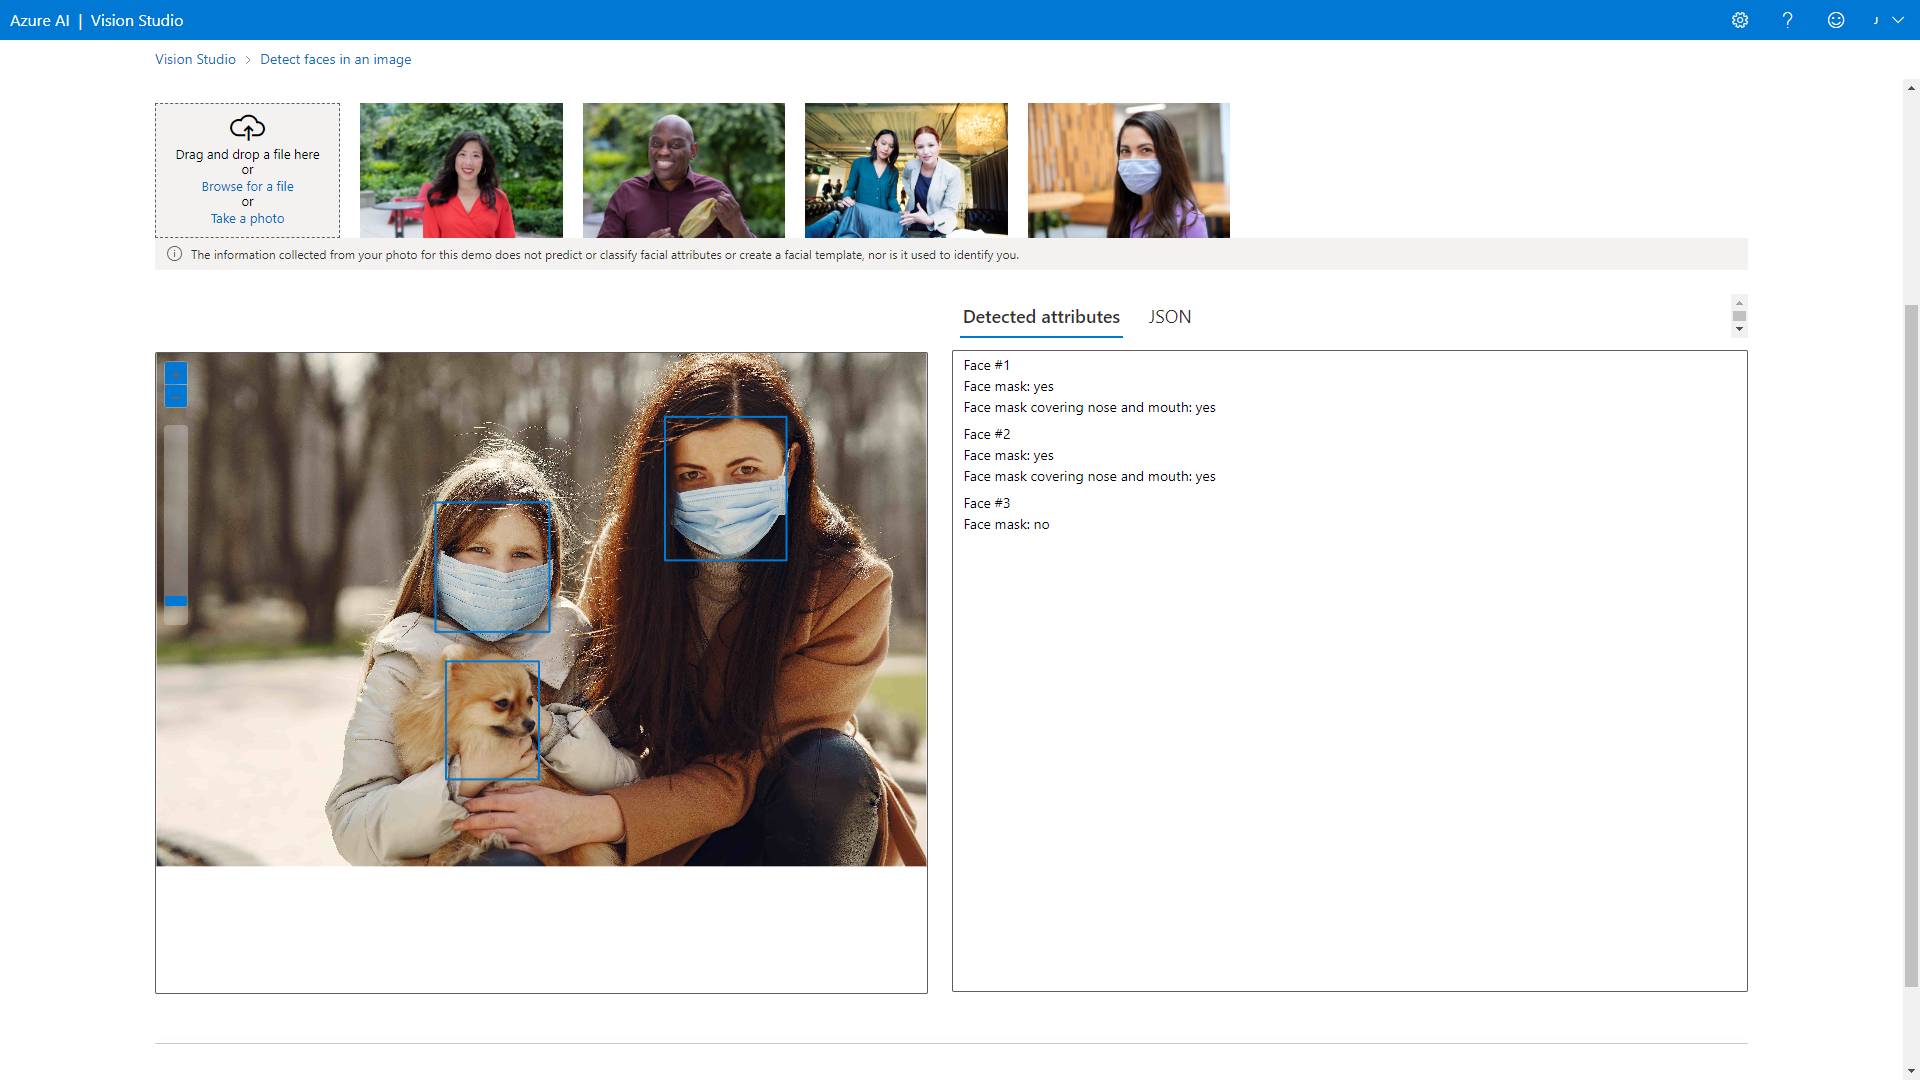 Azure AI | Vision Studio
J
Vision Studio > Detect faces in an image
Drag and drop a file here
or
Browse for a file
or
Take a photo
The information collected from your photo for this demo does not predict or classify facial attributes or create a facial template, nor is it used to identify you.
Detected attributes JSON
Face #1
Face mask: yes
Face mask covering nose and mouth: yes
Face #2
Face mask: yes
Face mask covering nose and mouth: yes
Face #3
Face mask: no